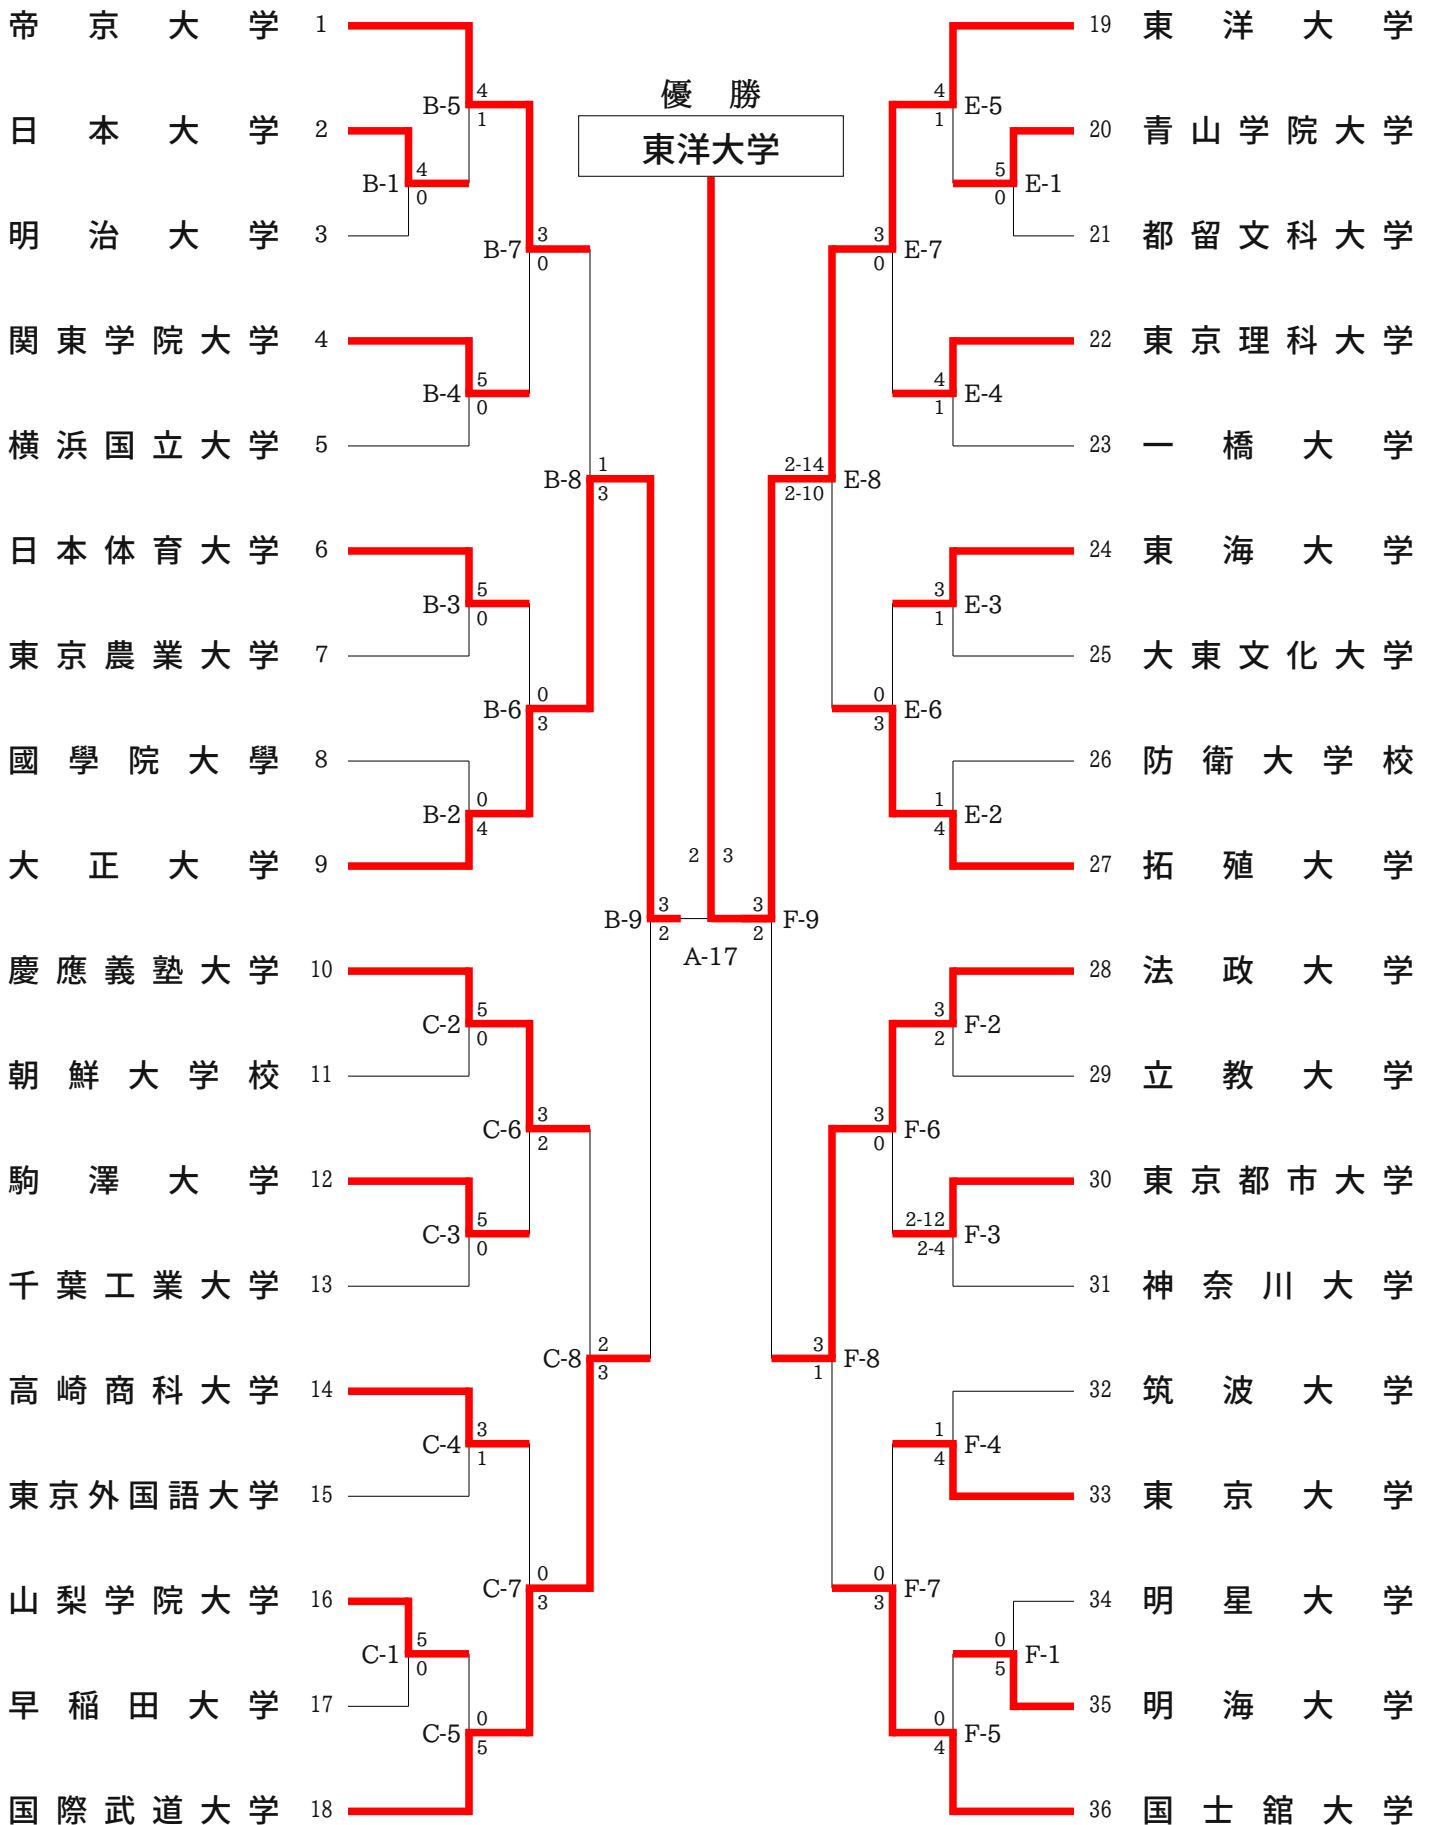 帝京大学 1
4
B-5
1
日本大学 2
4
B-1
0
明治大学 3
3
B-7
0
関東学院大学 4
5
B-4
0
横浜国立大学 5
1
B-8
3
日本体育大学 6
5
B-3
0
東京農業大学 7
0
B-6
3
國學院大學 8
0
B-2
4
大正大学 9
3
B-9
2
慶應義塾大学 10
5
C-2
0
朝鮮大学校 11
3
C-6
2
駒澤大学 12
5
C-3
0
千葉工業大学 13
2
C-8
3
高崎商科大学 14
3
C-4
1
東京外国語大学 15
0
C-7
3
山梨学院大学 16
5
C-1
0
早稲田大学 17
0
C-5
5
国際武道大学 18
優勝
東洋大学
2 3
A-17
19 東洋大学
4
E-5
1
20 青山学院大学
5
E-1
0
21 都留文科大学
3
E-7
0
22 東京理科大学
4
E-4
1
23 一橋大学
2-14
E-8
2-10
24 東海大学
3
E-3
1
25 大東文化大学
0
E-6
3
26 防衛大学校
1
E-2
4
27 拓殖大学
3
F-9
2
28 法政大学
3
F-2
2
29 立教大学
3
F-6
0
30 東京都市大学
2-12
F-3
2-4
31 神奈川大学
3
F-8
1
32 筑波大学
1
F-4
4
33 東京大学
0
F-7
3
34 明星大学
0
F-1
5
35 明海大学
0
F-5
4
36 国士舘大学